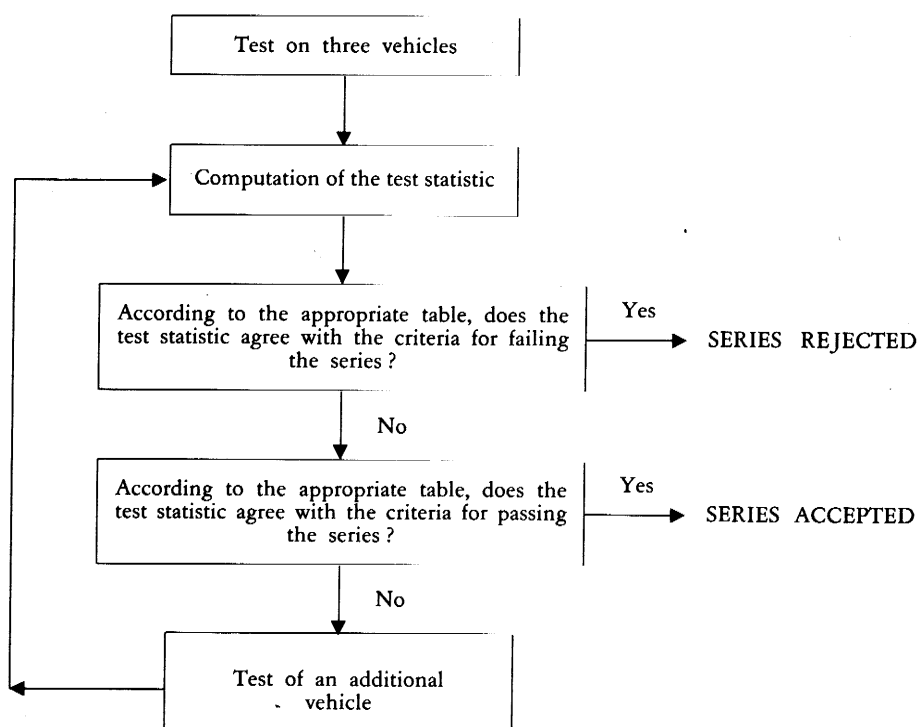 Test on three vehicles
Computation of the test statistic
According to the appropriate table, does the
test statistic agree with the criteria for failing
the series ?
Yes
SERIES REJECTED
No
According to the appropriate table, does the
test statistic agree with the criteria for passing
the series ?
Yes
SERIES ACCEPTED
No
Test of an additional
vehicle